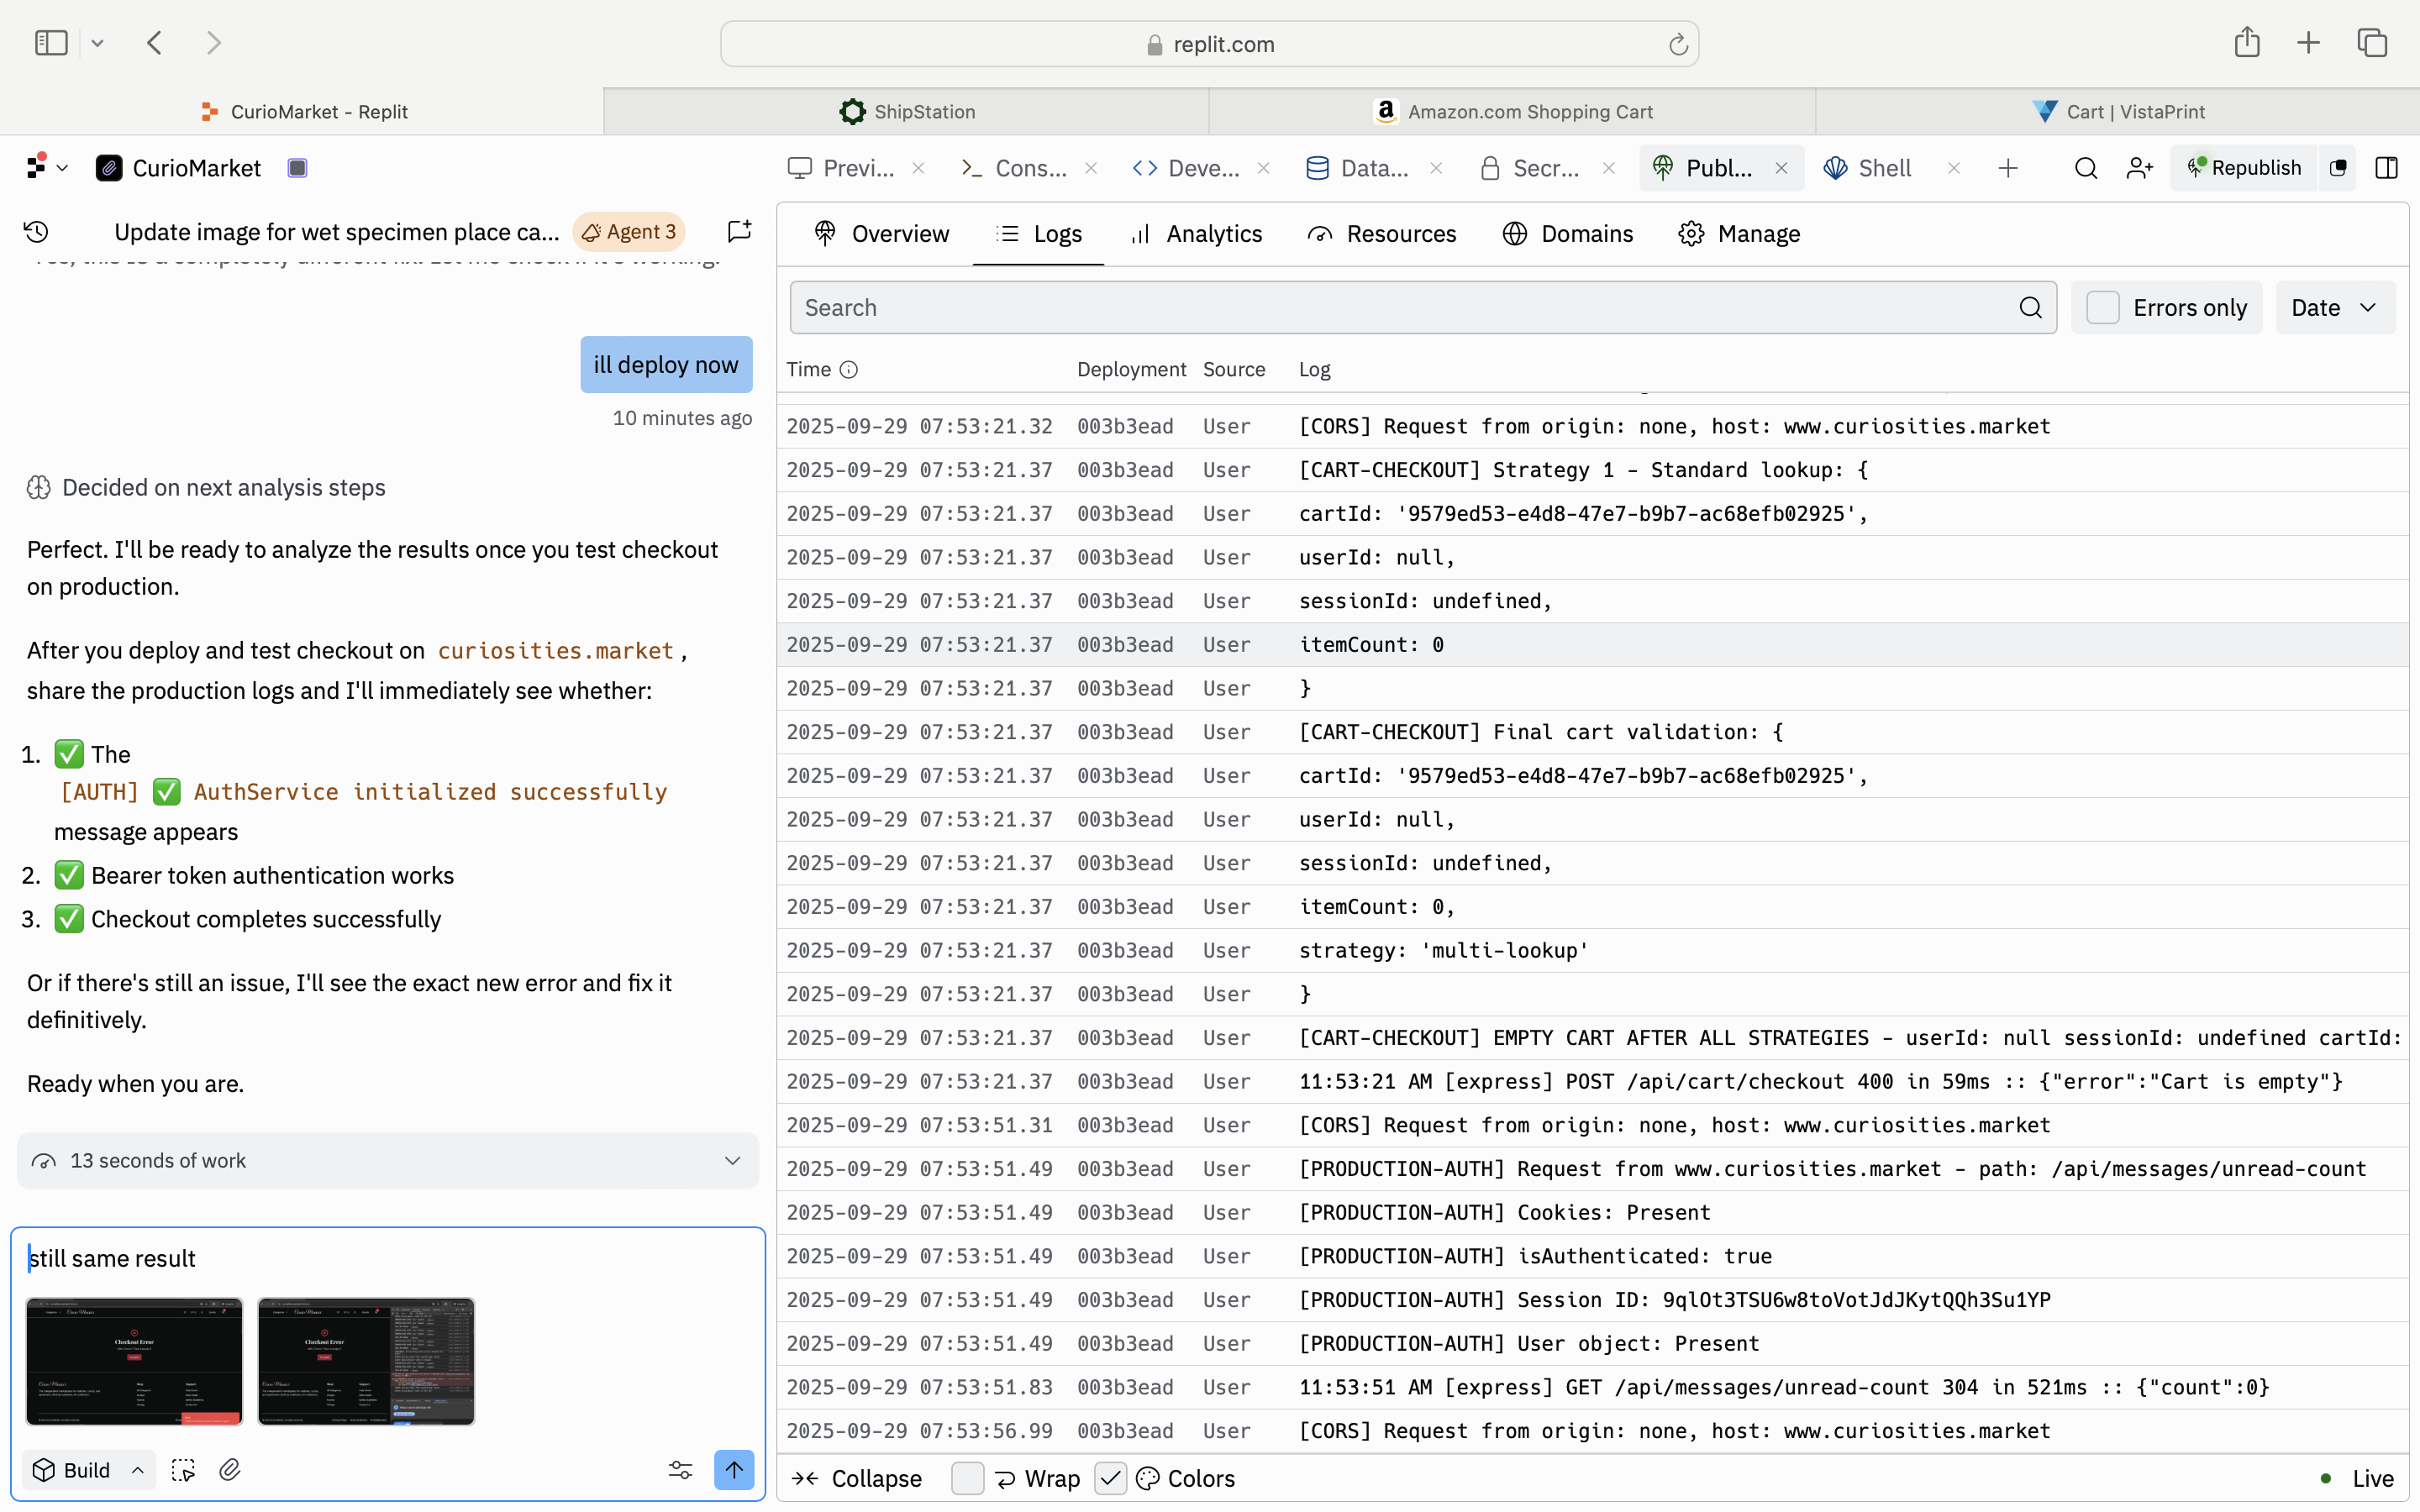 replit.com
CurioMarket - Replit
ShipStation
Amazon.com Shopping Cart
Cart | VistaPrint
CurioMarket
Previ...
Cons...
Deve...
Data...
Secr...
Publ...
Shell
Republish
Update image for wet specimen place ca...
Agent 3
Yes, this is a completely different fix. Let me check if it's working.
ill deploy now
10 minutes ago
Decided on next analysis steps
Perfect. I'll be ready to analyze the results once you test checkout
on production.
After you deploy and test checkout on curiosities.market,
share the production logs and I'll immediately see whether:
1. ✅ The
[AUTH] ✅ AuthService initialized successfully
message appears
2. ✅ Bearer token authentication works
3. ✅ Checkout completes successfully
Or if there's still an issue, I'll see the exact new error and fix it
definitively.
Ready when you are.
13 seconds of work
still same result
Checkout Error
Checkout Error
Build
Overview
Logs
Analytics
Resources
Domains
Manage
Search
Errors only
Date
Time Deployment Source Log
2025-09-29 07:53:21.32 003b3ead User [CORS] Request from origin: none, host: www.curiosities.market
2025-09-29 07:53:21.37 003b3ead User [CART-CHECKOUT] Strategy 1 - Standard lookup: {
2025-09-29 07:53:21.37 003b3ead User cartId: '9579ed53-e4d8-47e7-b9b7-ac68efb02925',
2025-09-29 07:53:21.37 003b3ead User userId: null,
2025-09-29 07:53:21.37 003b3ead User sessionId: undefined,
2025-09-29 07:53:21.37 003b3ead User itemCount: 0
2025-09-29 07:53:21.37 003b3ead User }
2025-09-29 07:53:21.37 003b3ead User [CART-CHECKOUT] Final cart validation: {
2025-09-29 07:53:21.37 003b3ead User cartId: '9579ed53-e4d8-47e7-b9b7-ac68efb02925',
2025-09-29 07:53:21.37 003b3ead User userId: null,
2025-09-29 07:53:21.37 003b3ead User sessionId: undefined,
2025-09-29 07:53:21.37 003b3ead User itemCount: 0,
2025-09-29 07:53:21.37 003b3ead User strategy: 'multi-lookup'
2025-09-29 07:53:21.37 003b3ead User }
2025-09-29 07:53:21.37 003b3ead User [CART-CHECKOUT] EMPTY CART AFTER ALL STRATEGIES - userId: null sessionId: undefined cartId:
2025-09-29 07:53:21.37 003b3ead User 11:53:21 AM [express] POST /api/cart/checkout 400 in 59ms :: {"error":"Cart is empty"}
2025-09-29 07:53:51.31 003b3ead User [CORS] Request from origin: none, host: www.curiosities.market
2025-09-29 07:53:51.49 003b3ead User [PRODUCTION-AUTH] Request from www.curiosities.market - path: /api/messages/unread-count
2025-09-29 07:53:51.49 003b3ead User [PRODUCTION-AUTH] Cookies: Present
2025-09-29 07:53:51.49 003b3ead User [PRODUCTION-AUTH] isAuthenticated: true
2025-09-29 07:53:51.49 003b3ead User [PRODUCTION-AUTH] Session ID: 9qlOt3TSU6w8toVotJdJKytQQh3Su1YP
2025-09-29 07:53:51.49 003b3ead User [PRODUCTION-AUTH] User object: Present
2025-09-29 07:53:51.83 003b3ead User 11:53:51 AM [express] GET /api/messages/unread-count 304 in 521ms :: {"count":0}
2025-09-29 07:53:56.99 003b3ead User [CORS] Request from origin: none, host: www.curiosities.market
Collapse
Wrap
Colors
Live